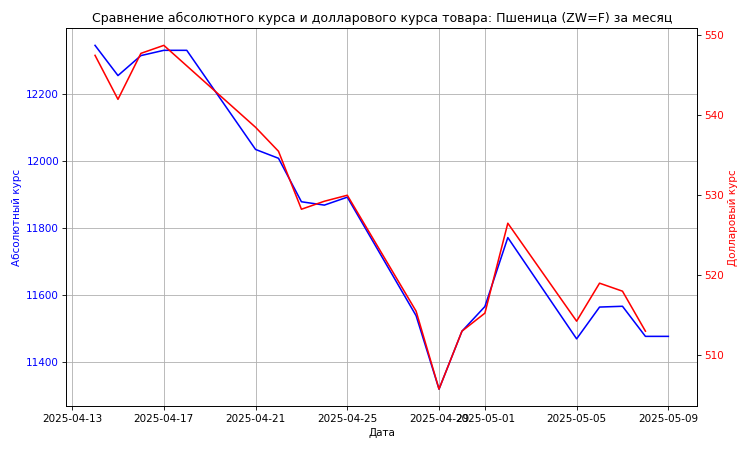 Сравнение абсолютного курса и долларового курса товара: Пшеница (ZW=F) за месяц
Абсолютный курс
12200
12000
11800
11600
11400
550
540
530
520
510
Долларовый курс
2025-04-13 2025-04-17 2025-04-21 2025-04-25 2025-04-29 2025-05-01 2025-05-05 2025-05-09
Дата